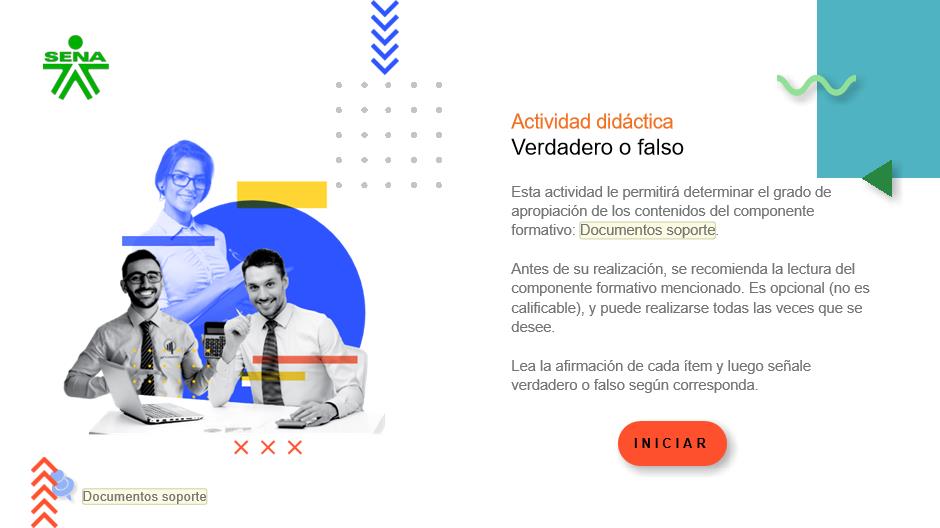 SENA
Actividad didáctica
Verdadero o falso
Esta actividad le permitirá determinar el grado de
apropiación de los contenidos del componente
formativo: Documentos soporte.
Antes de su realización, se recomienda la lectura del
componente formativo mencionado. Es opcional (no es
calificable), y puede realizarse todas las veces que se
desee.
Lea la afirmación de cada ítem y luego señale
verdadero o falso según corresponda.
INICIAR
Documentos soporte